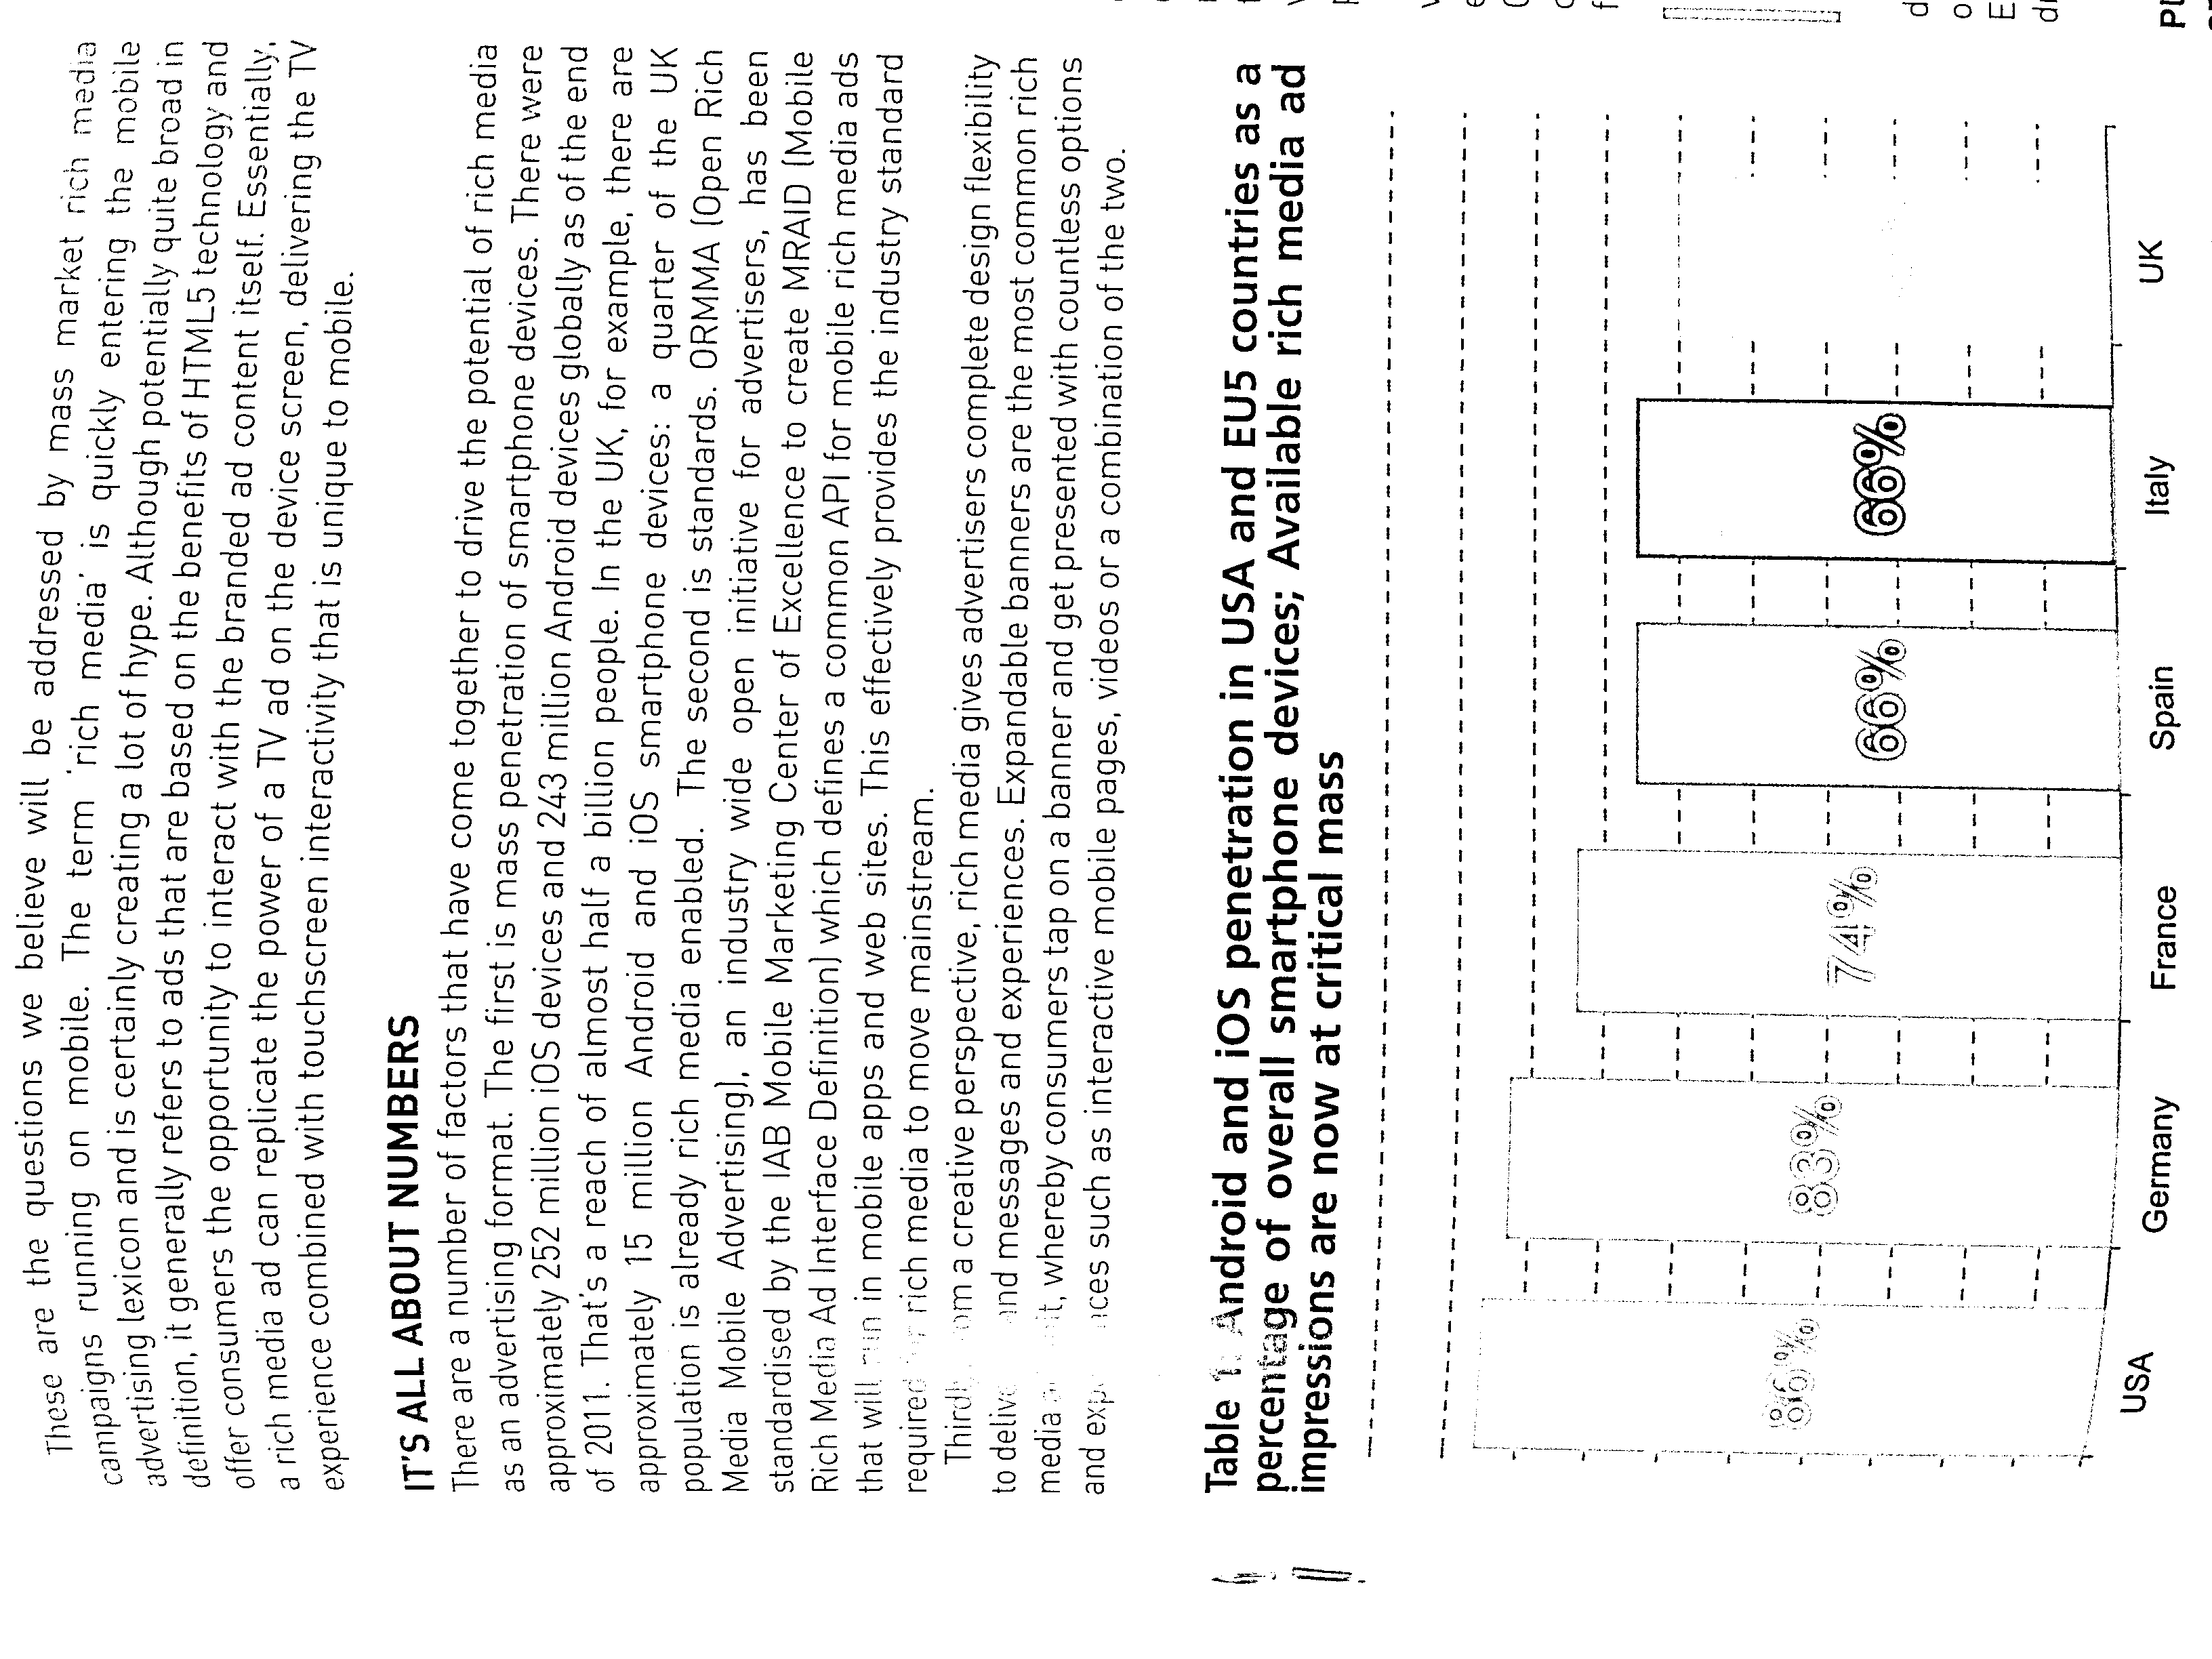 These are the questions we believe will be addressed by mass market rich media
campaigns running on mobile. The term ‘rich media’ is quickly entering the mobile
advertising lexicon and is certainly creating a lot of hype. Although potentially quite broad in
definition, it generally refers to ads that are based on the benefits of HTML5 technology and
offer consumers the opportunity to interact with the branded ad content itself. Essentially,
a rich media ad can replicate the power of a TV ad on the device screen, delivering the TV
experience combined with touchscreen interactivity that is unique to mobile.
IT'S ALL ABOUT NUMBERS
There are a number of factors that have come together to drive the potential of rich media
as an advertising format. The first is mass penetration of smartphone devices. There were
approximately 252 million iOS devices and 243 million Android devices globally as of the end
of 2011. That's a reach of almost half a billion people. In the UK, for example, there are
approximately 15 million Android and iOS smartphone devices: a quarter of the UK
population is already rich media enabled. The second is standards. ORMMA (Open Rich
Media Mobile Advertising), an industry wide open initiative for advertisers, has been
standardised by the IAB Mobile Marketing Center of Excellence to create MRAID (Mobile
Rich Media Ad Interface Definition) which defines a common API for mobile rich media ads
that will run in mobile apps and web sites. This effectively provides the industry standard
required rich media to move mainstream.
a creative perspective, rich media gives advertisers complete design flexibility
to and messages and experiences. Expandable banners are the most common rich
media whereby consumers tap on a banner and get presented with countless options
and such as interactive mobile pages, videos or a combination of the two.
Table 1: Android and iOS penetration in USA and EU5 countries as a
percentage of overall smartphone devices; Available rich media ad
impressions are now at critical mass
86% 83% 74% 66% 66%
USA Germany France Spain Italy UK